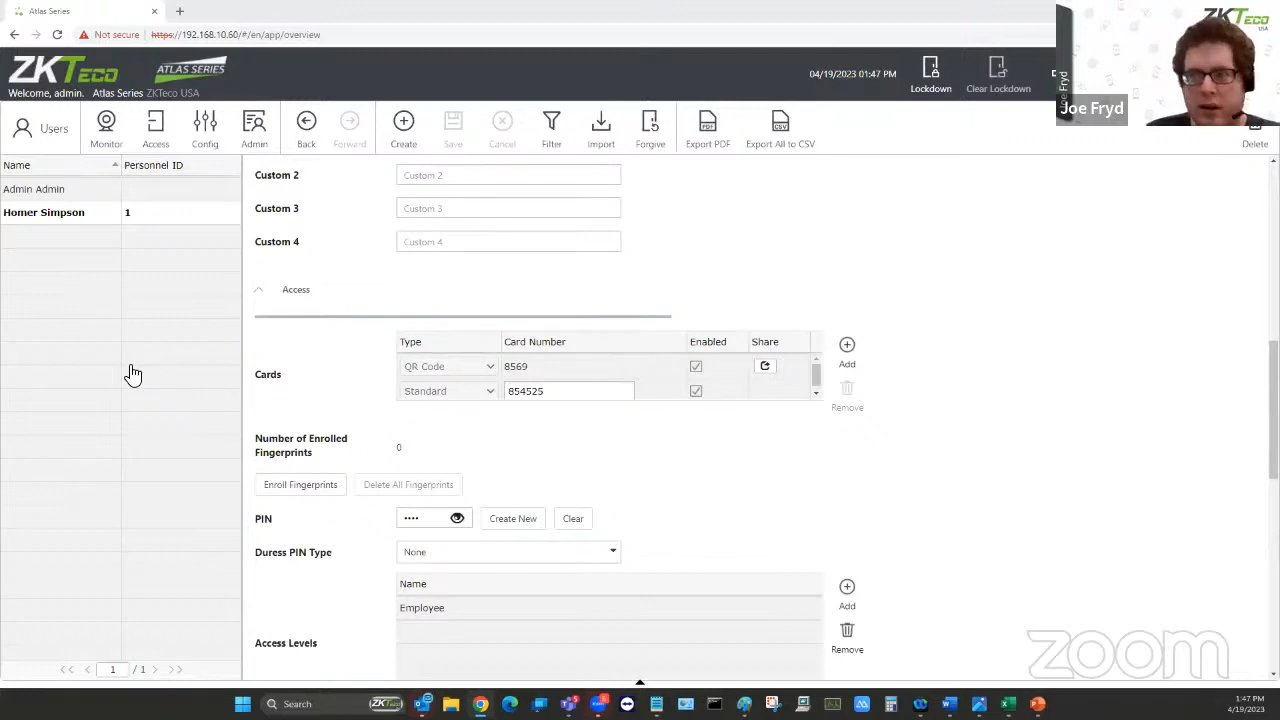 Atlas Series
Not secure
https://192.168.10.60/#/en/app/overview
ZKTeco
ATLAS SERIES
Welcome, admin. Atlas Series ZKTeco USA
04/19/2023 01:47 PM
Lockdown
Clear Lockdown
Joe Fryd
Joe Fryd
USA
Users
Monitor
Access
Config
Admin
Back
Forward
Create
Save
Cancel
Filter
Import
Forgive
Export PDF
Export All to CSV
Delete
Name Personnel ID
Admin Admin
Homer Simpson 1
Custom 2 Custom 2
Custom 3 Custom 3
Custom 4 Custom 4
Access
Type Card Number Enabled Share
Cards
QR Code 8569
Standard 854525
Add
Remove
Number of Enrolled
Fingerprints
0
Enroll Fingerprints Delete All Fingerprints
PIN •••• Create New Clear
Duress PIN Type None
Name
Employee
Access Levels
Add
Remove
zoom
1 / 1
Search
ZKTeco
1:47 PM
4/19/2023